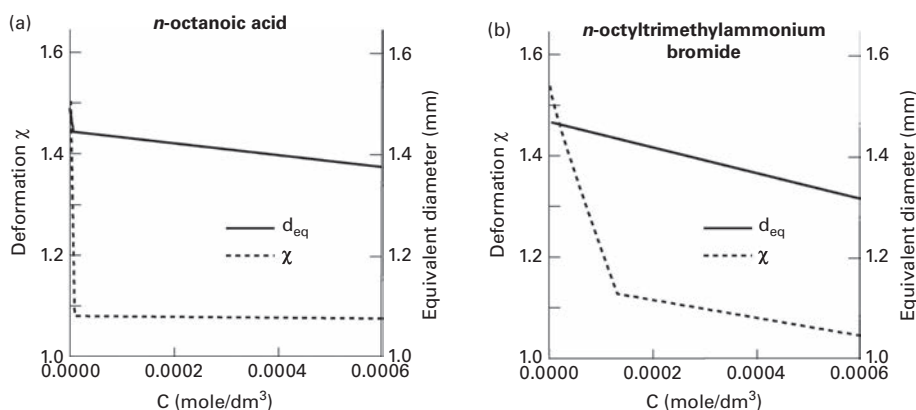 (a)
n-octanoic acid
1.6
1.4
1.2
1.0
Deformation χ
1.6
1.4
1.2
1.0
Equivalent diameter (mm)
d_eq
χ
0.0000
0.0002
0.0004
0.0006
C (mole/dm³)
(b)
n-octyltrimethylammonium
bromide
1.6
1.4
1.2
1.0
Deformation χ
1.6
1.4
1.2
1.0
Equivalent diameter (mm)
d_eq
χ
0.0000
0.0002
0.0004
0.0006
C (mole/dm³)